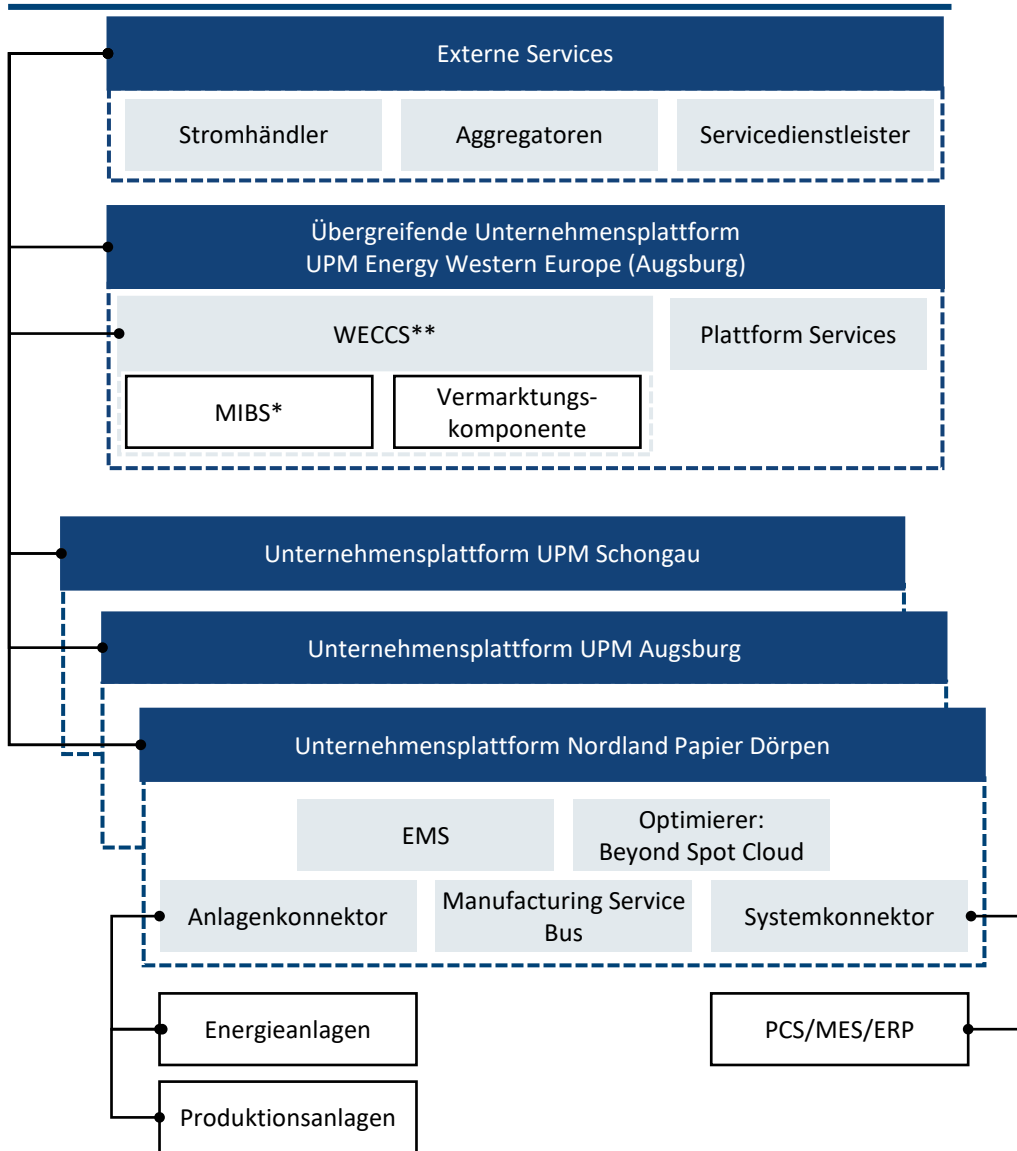 Externe Services
Stromhändler
Aggregatoren
Servicedienstleister
Übergreifende Unternehmensplattform
UPM Energy Western Europe (Augsburg)
WECCS**
Plattform Services
MIBS*
Vermarktungs-
komponente
Unternehmensplattform UPM Schongau
Unternehmensplattform UPM Augsburg
Unternehmensplattform Nordland Papier Dörpen
EMS
Optimierer:
Beyond Spot Cloud
Anlagenkonnektor
Manufacturing Service
Bus
Systemkonnektor
Energieanlagen
PCS/MES/ERP
Produktionsanlagen